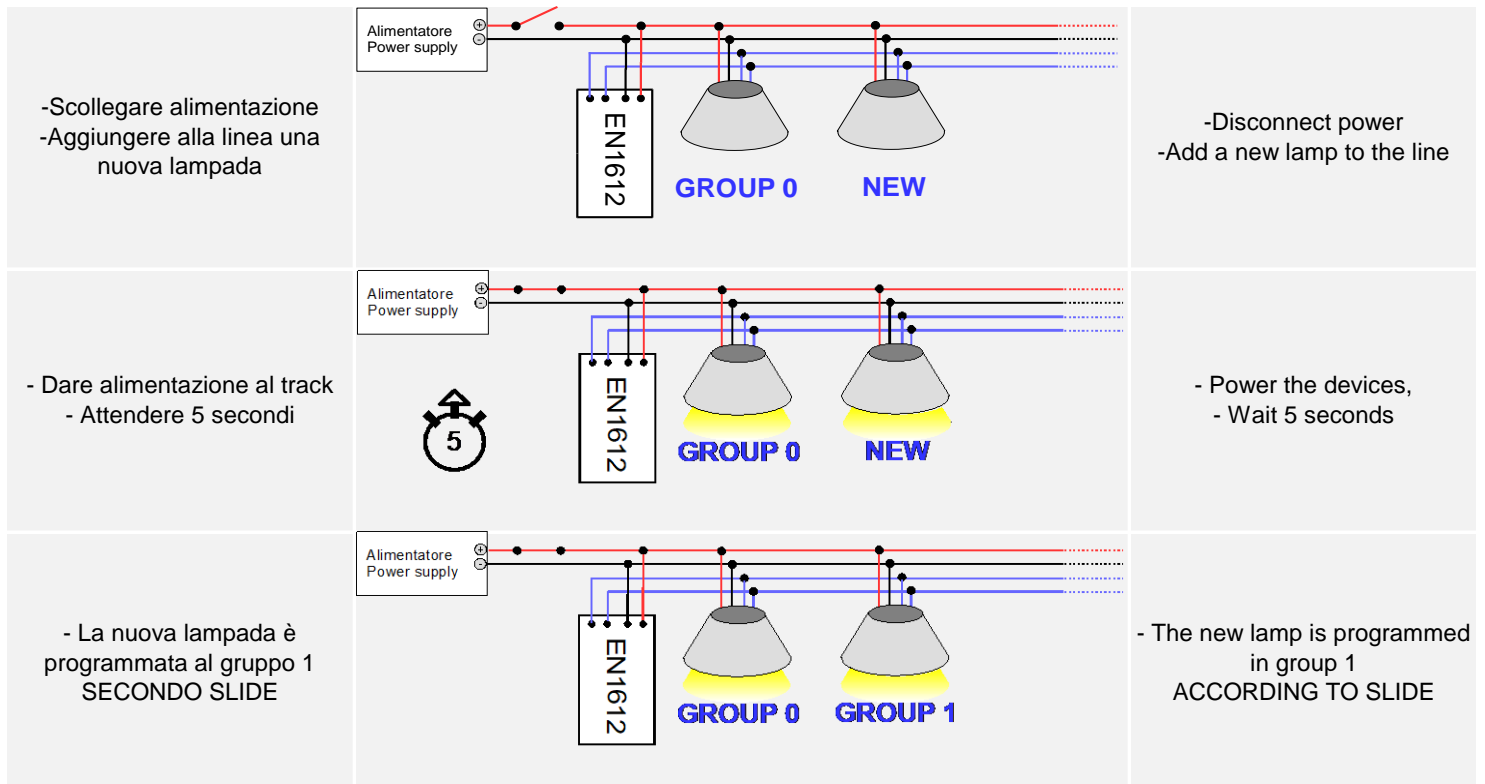 -Scollegare alimentazione
-Aggiungere alla linea una
nuova lampada
Alimentatore
Power supply
+
-
EN1612
GROUP 0
NEW
-Disconnect power
-Add a new lamp to the line
- Dare alimentazione al track
- Attendere 5 secondi
Alimentatore
Power supply
+
-
5
EN1612
GROUP 0
NEW
- Power the devices,
- Wait 5 seconds
- La nuova lampada è
programmata al gruppo 1
SECONDO SLIDE
Alimentatore
Power supply
+
-
EN1612
GROUP 0
GROUP 1
- The new lamp is programmed
in group 1
ACCORDING TO SLIDE